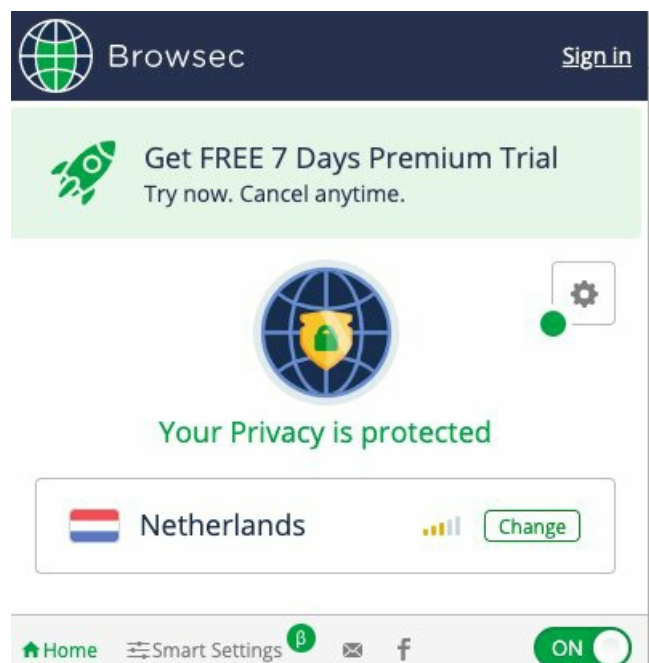 Browsec
Sign in
Get FREE 7 Days Premium Trial
Try now. Cancel anytime.
Your Privacy is protected
Netherlands
Change
Home
Smart Settings β
f
ON